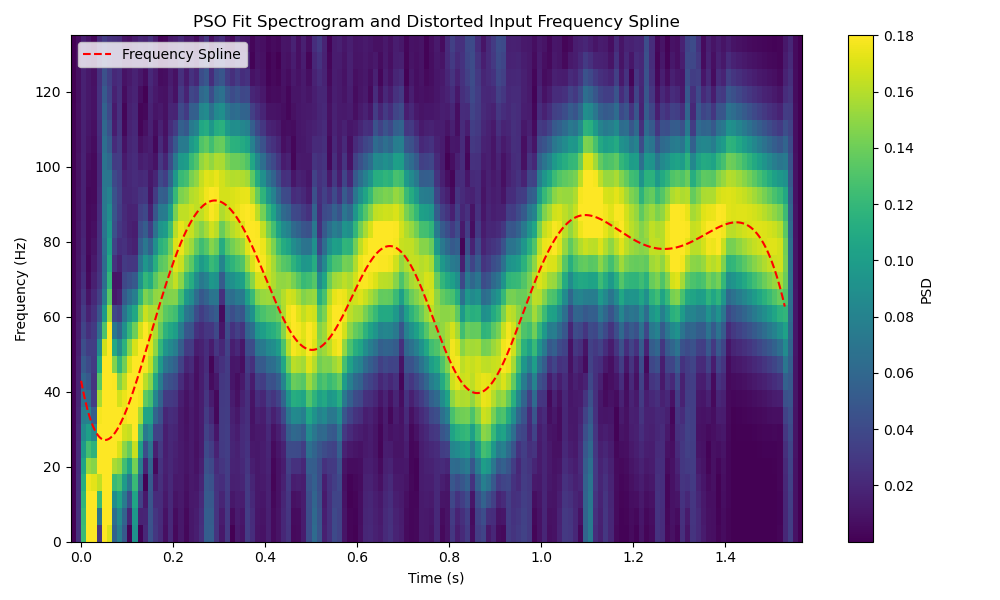 PSO Fit Spectrogram and Distorted Input Frequency Spline
Frequency Spline
Frequency (Hz)
120
100
80
60
40
20
0
0.0 0.2 0.4 0.6 0.8 1.0 1.2 1.4
Time (s)
0.18
0.16
0.14
0.12
0.10
0.08
0.06
0.04
0.02
PSD